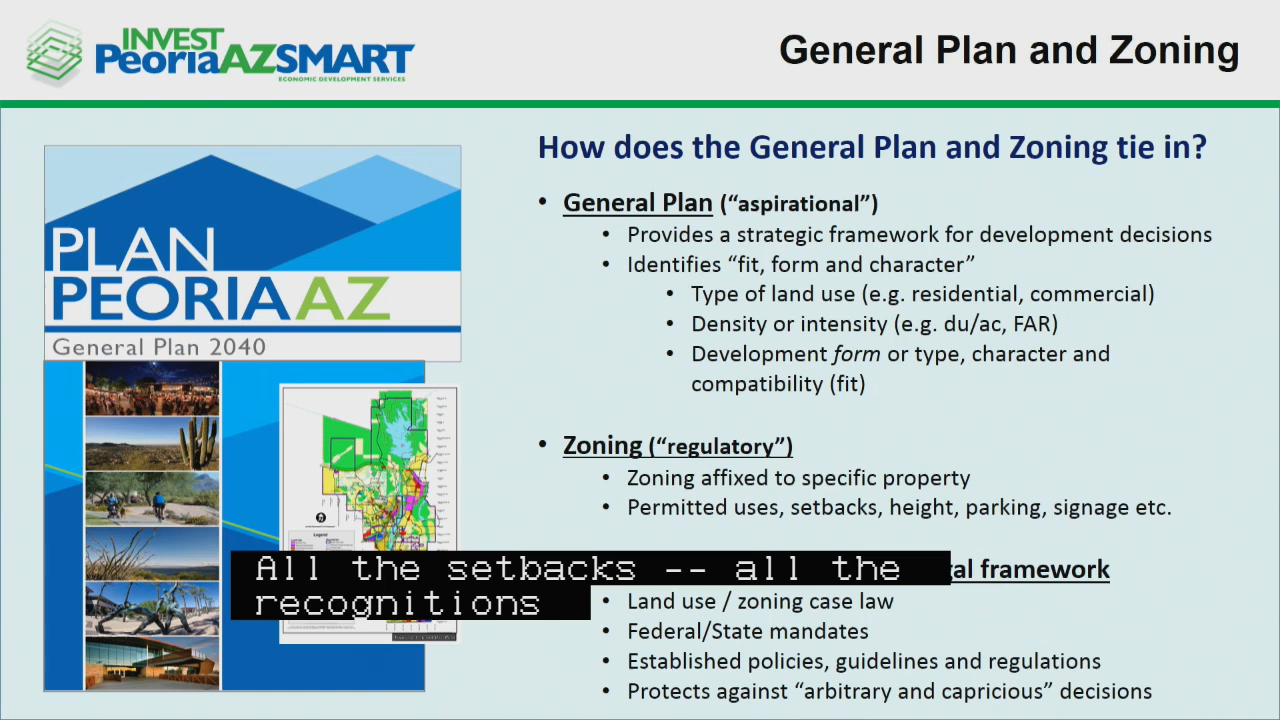 INVEST
PeoriaAZSMART
ECONOMIC DEVELOPMENT SERVICES
General Plan and Zoning
PLAN
PEORIAAZ
General Plan 2040
Legend
How does the General Plan and Zoning tie in?
• General Plan (“aspirational”)
• Provides a strategic framework for development decisions
• Identifies “fit, form and character”
• Type of land use (e.g. residential, commercial)
• Density or intensity (e.g. du/ac, FAR)
• Development form or type, character and
compatibility (fit)
• Zoning (“regulatory”)
• Zoning affixed to specific property
• Permitted uses, setbacks, height, parking, signage etc.
framework
• Land use / zoning case law
• Federal/State mandates
• Established policies, guidelines and regulations
• Protects against “arbitrary and capricious” decisions
All the setbacks -- all the
recognitions